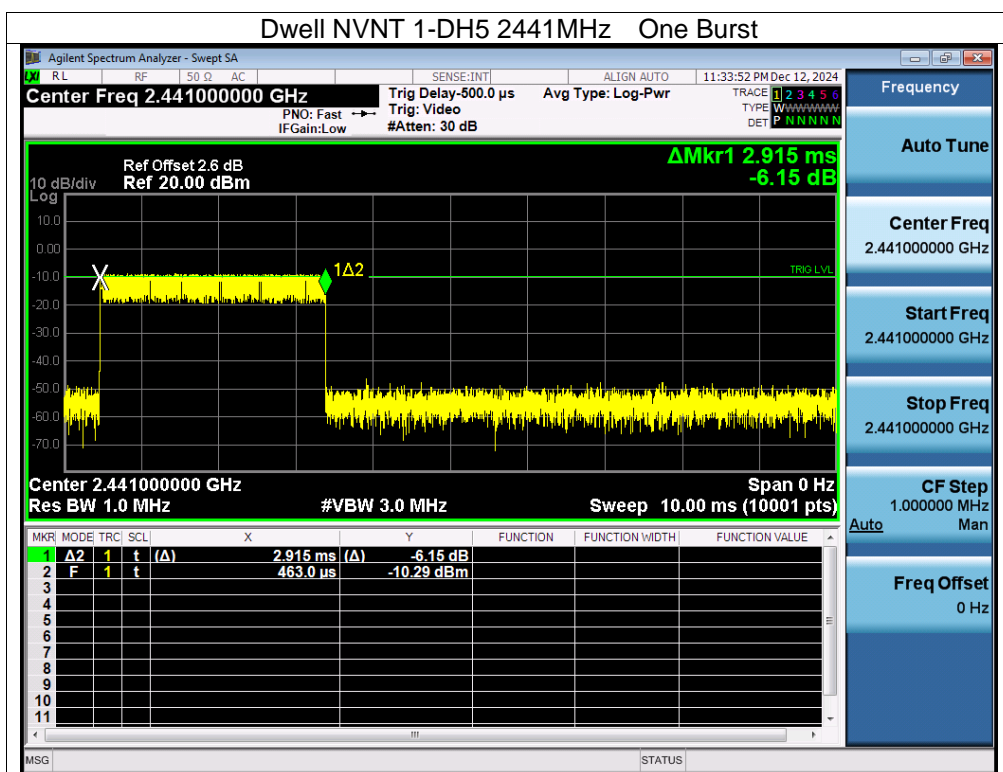 Dwell NVNT 1-DH5 2441MHz One Burst
Agilent Spectrum Analyzer - Swept SA
LXI RL RF 50 Ω AC SENSE:INT ALIGN AUTO 11:33:52 PM Dec 12, 2024
Center Freq 2.441000000 GHz
PNO: Fast
IFGain:Low
Trig Delay-500.0 µs
Trig: Video
#Atten: 30 dB
Avg Type: Log-Pwr
TRACE 1 2 3 4 5 6
TYPE WWWWWW
DET P N N N N N
Frequency
Auto Tune
ΔMkr1 2.915 ms
-6.15 dB
Ref Offset 2.6 dB
10 dB/div Ref 20.00 dBm
Log
10.0
0.00
-10.0
-20.0
-30.0
-40.0
-50.0
-60.0
-70.0
1Δ2
TRIG LVL
Center 2.441000000 GHz Span 0 Hz
Res BW 1.0 MHz #VBW 3.0 MHz Sweep 10.00 ms (10001 pts)
Center Freq
2.441000000 GHz
Start Freq
2.441000000 GHz
Stop Freq
2.441000000 GHz
CF Step
1.000000 MHz
Auto Man
Freq Offset
0 Hz
MKR MODE TRC SCL X Y FUNCTION FUNCTION WIDTH FUNCTION VALUE
1 Δ2 1 t (Δ) 2.915 ms (Δ) -6.15 dB
2 F 1 t 463.0 µs -10.29 dBm
3
4
5
6
7
8
9
10
11
MSG STATUS